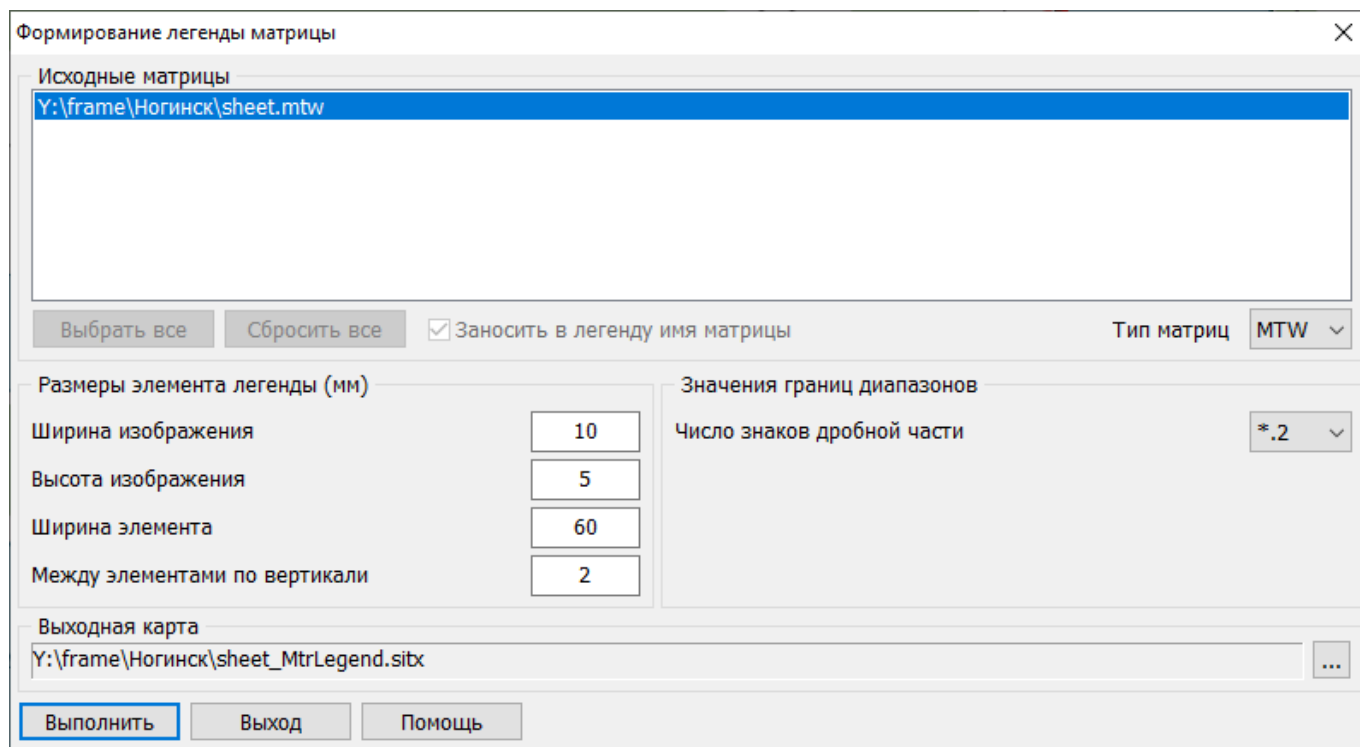 Формирование легенды матрицы
Исходные матрицы
Y:\frame\Ногинск\sheet.mtw
Выбрать все Сбросить все Заносить в легенду имя матрицы Тип матриц MTW
Размеры элемента легенды (мм) Значения границ диапазонов
Ширина изображения 10 Число знаков дробной части *.2
Высота изображения 5
Ширина элемента 60
Между элементами по вертикали 2
Выходная карта
Y:\frame\Ногинск\sheet_MtrLegend.sitx ...
Выполнить Выход Помощь